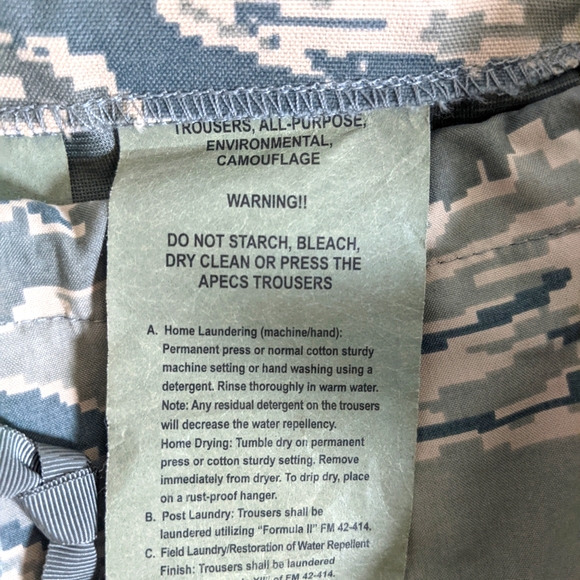 TROUSERS, ALL-PURPOSE,
ENVIRONMENTAL,
CAMOUFLAGE
WARNING!!
DO NOT STARCH, BLEACH,
DRY CLEAN OR PRESS THE
APECS TROUSERS
A. Home Laundering (machine/hand):
Permanent press or normal cotton sturdy
machine setting or hand washing using a
detergent. Rinse thoroughly in warm water.
Note: Any residual detergent on the trousers
will decrease the water repellency.
Home Drying: Tumble dry on permanent
press or cotton sturdy setting. Remove
immediately from dryer. To drip dry, place
on a rust-proof hanger.
B. Post Laundry: Trousers shall be
laundered utilizing “Formula II” FM 42-414.
C. Field Laundry/Restoration of Water Repellent
Finish: Trousers shall be laundered
XII” of FM 42-414.